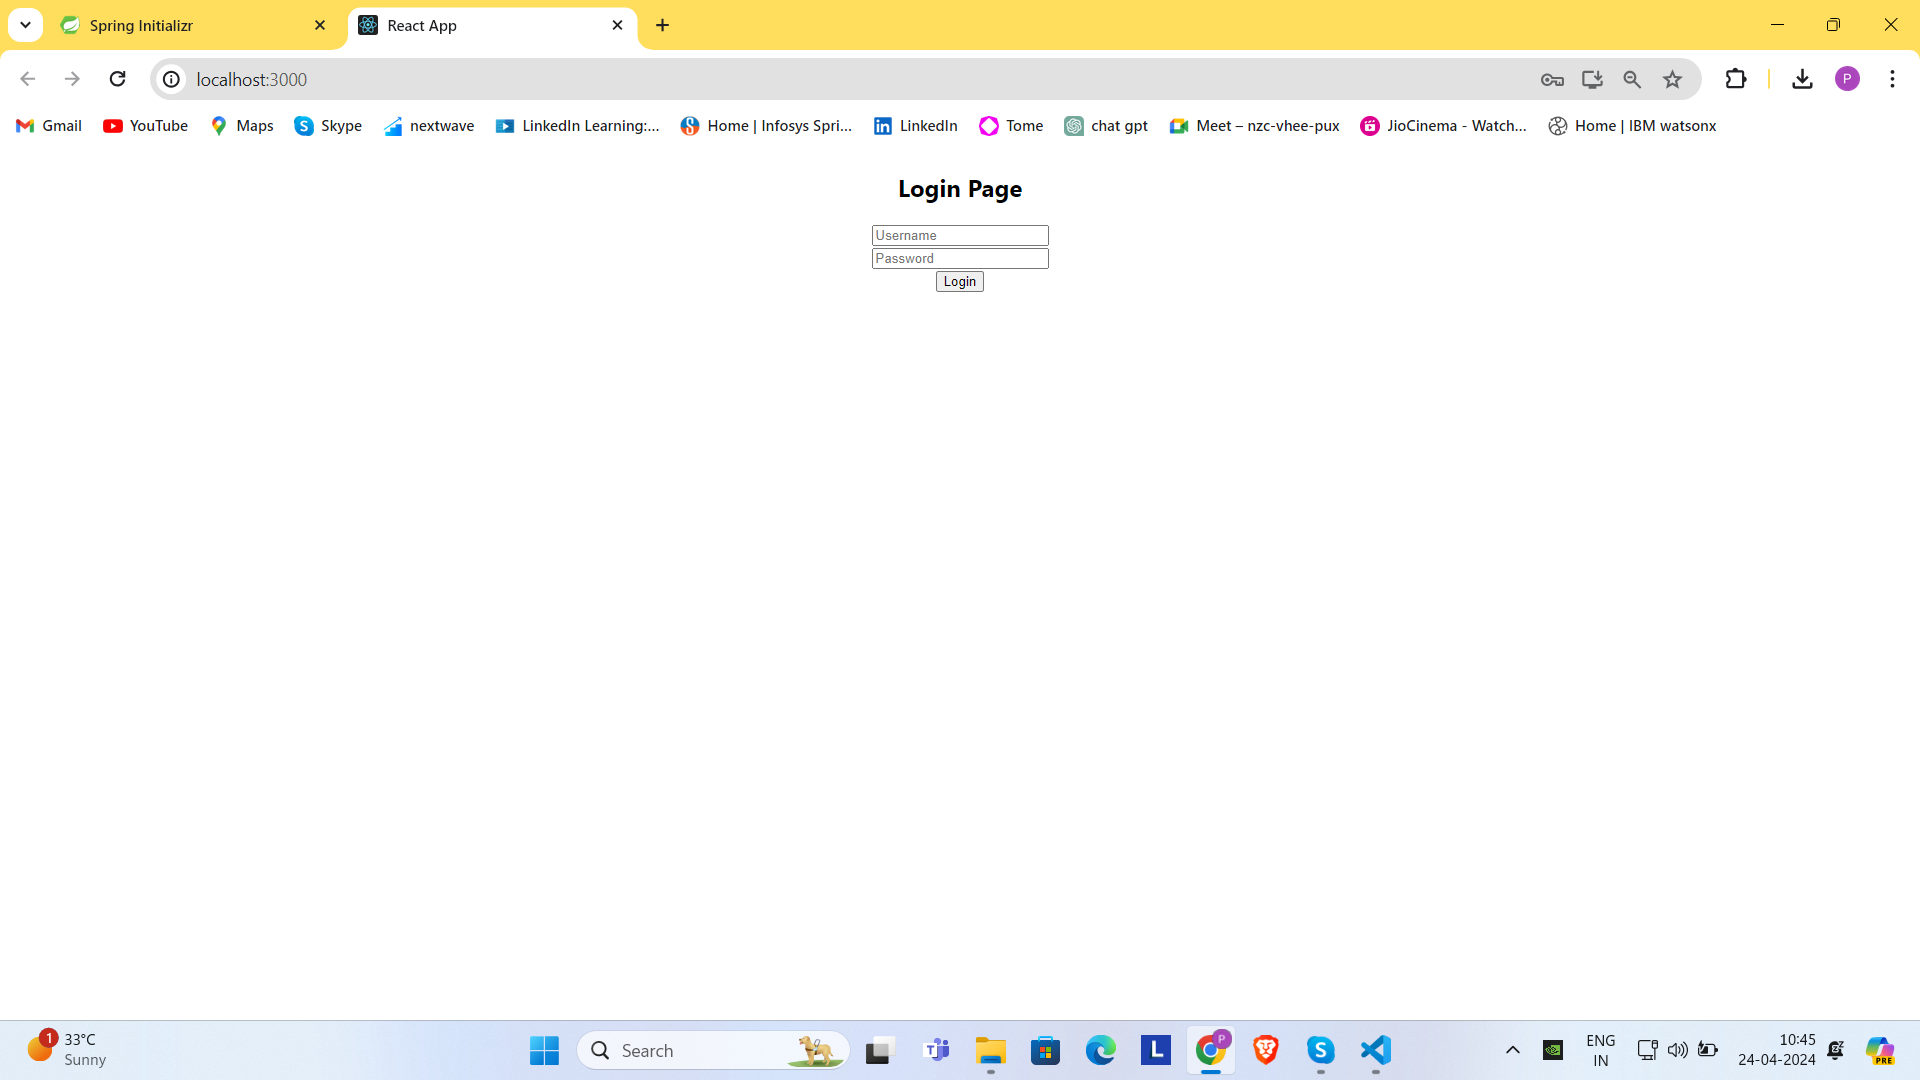 Spring Initializr
React App
localhost:3000
P
Gmail
YouTube
Maps
Skype
nextwave
LinkedIn Learning:...
Home | Infosys Spri...
LinkedIn
Tome
chat gpt
Meet – nzc-vhee-pux
JioCinema - Watch...
Home | IBM watsonx
Login Page
Username
Password
Login
1
33°C
Sunny
Search
L
P
S
ENG
IN
10:45
24-04-2024
PRE